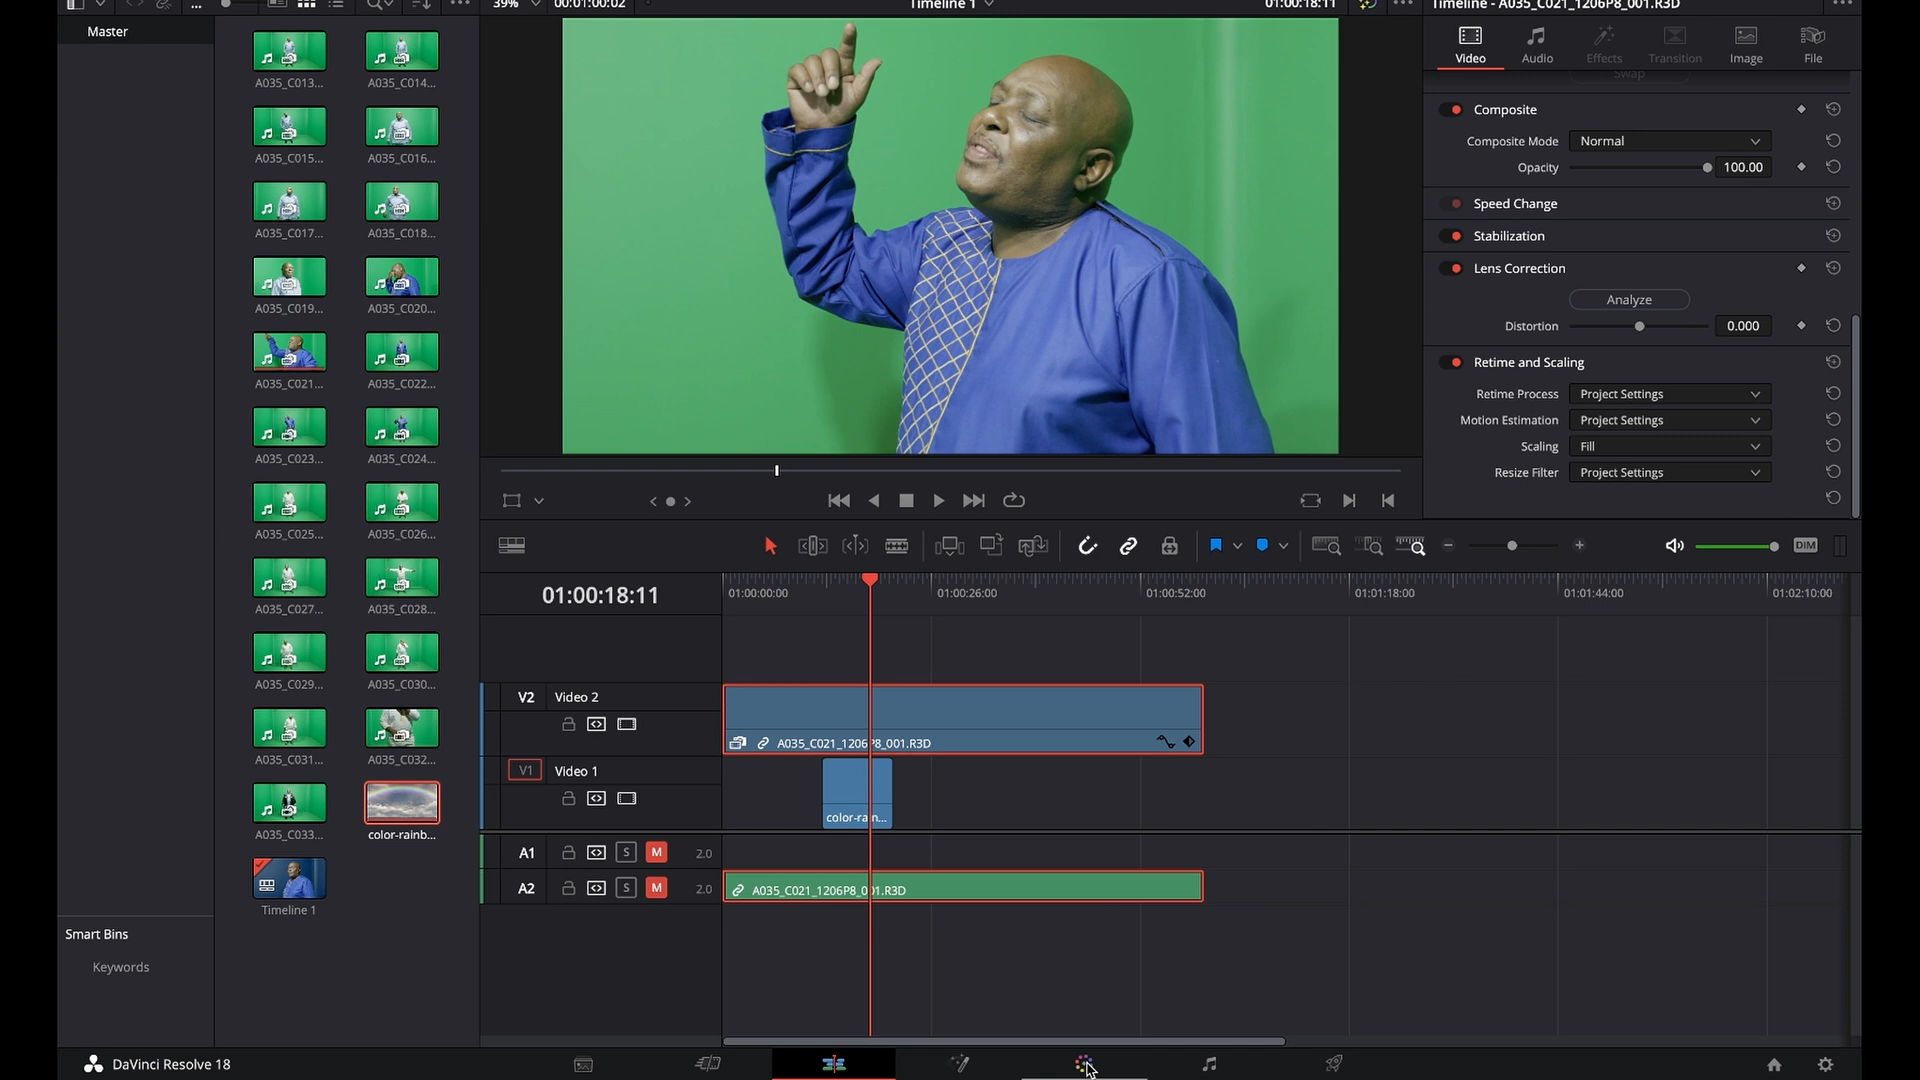 39% 00:01:00:02 Timeline 1 01:00:18:11 Timeline - A035_C021_1206P8_001.R3D
Master
Video Audio Effects Transition Image File
Swap
Composite
Composite Mode Normal
Opacity 100.00
Speed Change
Stabilization
Lens Correction
Analyze
Distortion 0.000
Retime and Scaling
Retime Process Project Settings
Motion Estimation Project Settings
Scaling Fill
Resize Filter Project Settings
A035_C013... A035_C014...
A035_C015... A035_C016...
A035_C017... A035_C018...
A035_C019... A035_C020...
A035_C021... A035_C022...
A035_C023... A035_C024...
A035_C025... A035_C026...
A035_C027... A035_C028...
A035_C029... A035_C030...
A035_C031... A035_C032...
A035_C033... color-rainb...
Timeline 1
Smart Bins
Keywords
DIM
01:00:18:11
01:00:00:00 01:00:26:00 01:00:52:00 01:01:18:00 01:01:44:00 01:02:10:00
V2 Video 2
A035_C021_1206P8_001.R3D
V1 Video 1
color-rain...
A1 S M 2.0
A2 S M 2.0
A035_C021_1206P8_001.R3D
DaVinci Resolve 18